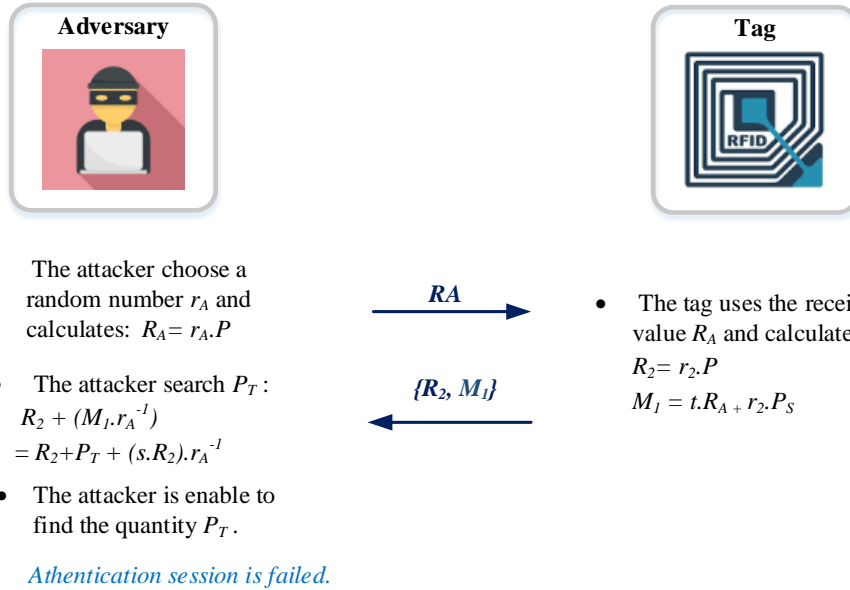 Adversary
Tag
RFID
The attacker choose a
random number rA and
calculates: RA= rA.P
RA
• The tag uses the recei
value RA and calculate
R2= r2.P
M1 = t.RA + r2.PS
• The attacker search PT :
R2 + (M1.rA-1)
= R2+PT + (s.R2).rA-1
{R2, M1}
• The attacker is enable to
find the quantity PT .
Athentication session is failed.